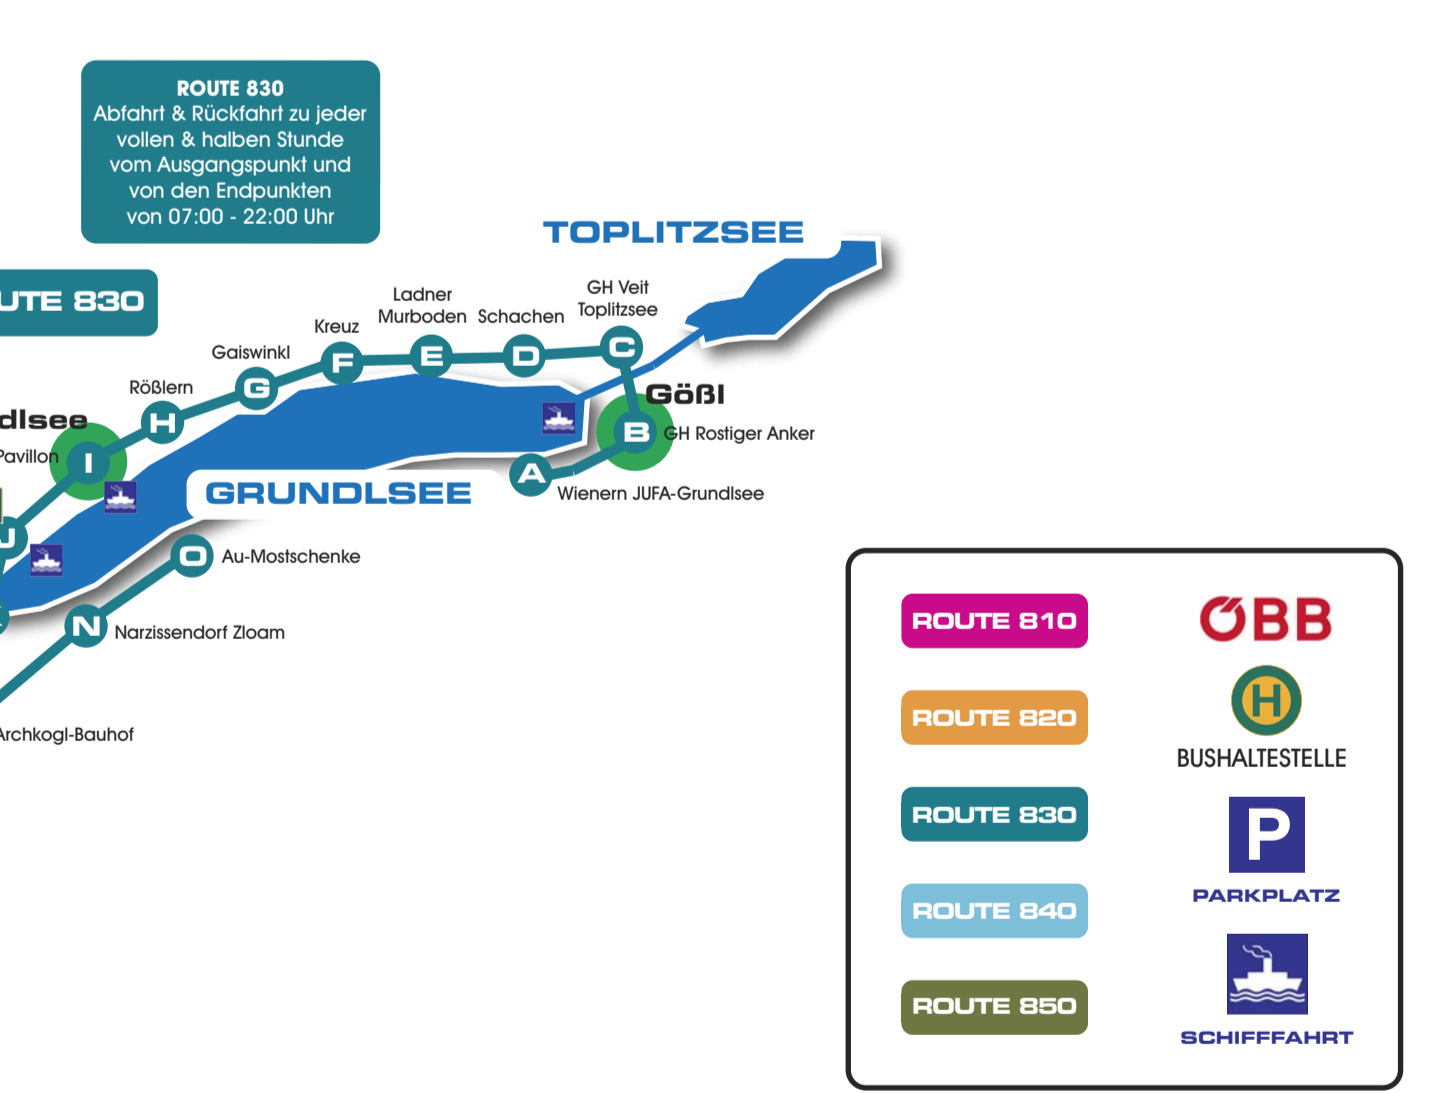 ROUTE 830
Abfahrt & Rückfahrt zu jeder
vollen & halben Stunde
vom Ausgangspunkt und
von den Endpunkten
von 07:00 - 22:00 Uhr
TOPLITZSEE
UTE 830
GH Veit
Toplitzsee
Ladner
Murboden
Schachen
Kreuz
Gaiswinkl
Rößlern
C
D
E
F
G
H
Gößl
dlsee
B
GH Rostiger Anker
Pavillon
I
A
Wienern JUFA-Grundlsee
GRUNDLSEE
J
O
Au-Mostschenke
K
N
Narzissendorf Zloam
Archkogl-Bauhof
ROUTE 810
ROUTE 820
ROUTE 830
ROUTE 840
ROUTE 850
ÖBB
H
BUSHALTESTELLE
P
PARKPLATZ
SCHIFFFAHRT